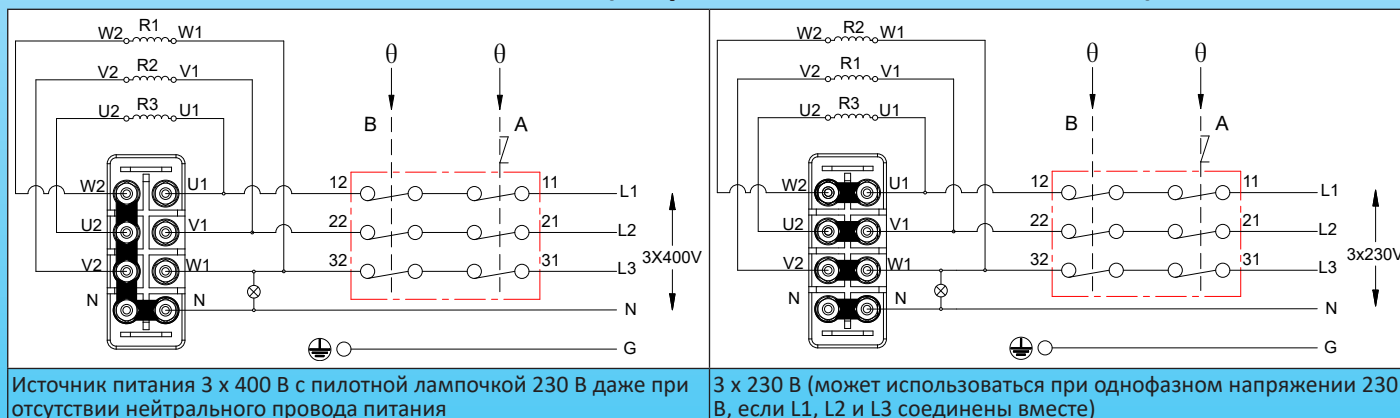 W2 R1 W1
V2 R2 V1
U2 R3 U1
θ θ
B A
W2 U1 12 11 L1
U2 V1 22 21 L2
3X400V
V2 W1 32 31 L3
N N N
G
Источник питания 3 х 400 В с пилотной лампочкой 230 В даже при
отсутствии нейтрального провода питания
W2 R2 W1
V2 R1 V1
U2 R3 U1
θ θ
B A
W2 U1 12 11 L1
U2 V1 22 21 L2
3x230V
V2 W1 32 31 L3
N N N
G
3 х 230 В (может использоваться при однофазном напряжении 230
В, если L1, L2 и L3 соединены вместе)